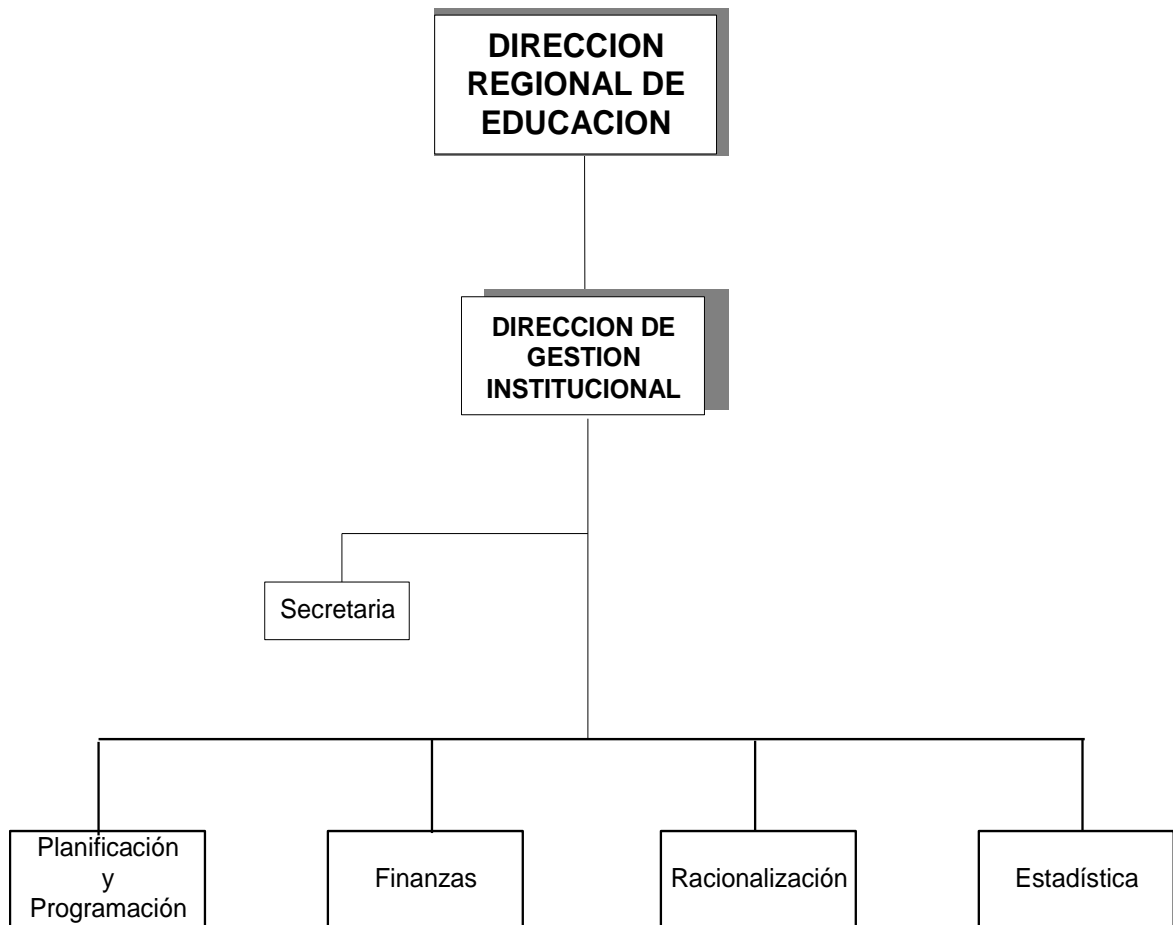 DIRECCION
REGIONAL DE
EDUCACION
DIRECCION DE
GESTION
INSTITUCIONAL
Secretaria
Planificación
y
Programación
Finanzas
Racionalización
Estadística